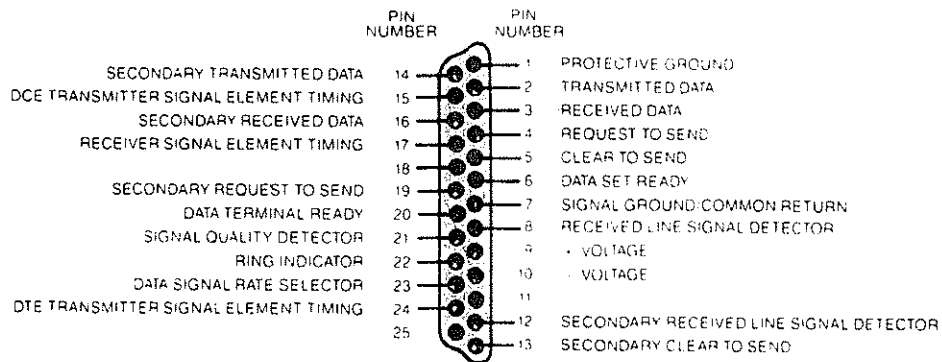 PIN NUMBER
PIN NUMBER
SECONDARY TRANSMITTED DATA 14
DCE TRANSMITTER SIGNAL ELEMENT TIMING 15
SECONDARY RECEIVED DATA 16
RECEIVER SIGNAL ELEMENT TIMING 17
18
SECONDARY REQUEST TO SEND 19
DATA TERMINAL READY 20
SIGNAL QUALITY DETECTOR 21
RING INDICATOR 22
DATA SIGNAL RATE SELECTOR 23
DTE TRANSMITTER SIGNAL ELEMENT TIMING 24
25
1 PROTECTIVE GROUND
2 TRANSMITTED DATA
3 RECEIVED DATA
4 REQUEST TO SEND
5 CLEAR TO SEND
6 DATA SET READY
7 SIGNAL GROUND/COMMON RETURN
8 RECEIVED LINE SIGNAL DETECTOR
9 VOLTAGE
10 VOLTAGE
11
12 SECONDARY RECEIVED LINE SIGNAL DETECTOR
13 SECONDARY CLEAR TO SEND